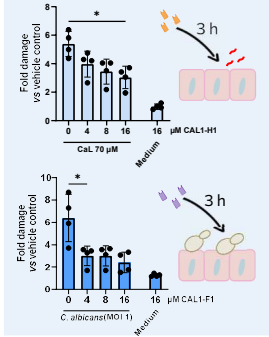 Fold damage
vs vehicle control
8
6
4
2
0
*
0 4 8 16 16 μM CAL1-H1
CaL 70 μM
Medium
3 h
Fold damage
vs vehicle control
10
8
6
4
2
0
*
0 4 8 16 16 μM CAL1-F1
C. albicans(MOI 1)
Medium
3 h